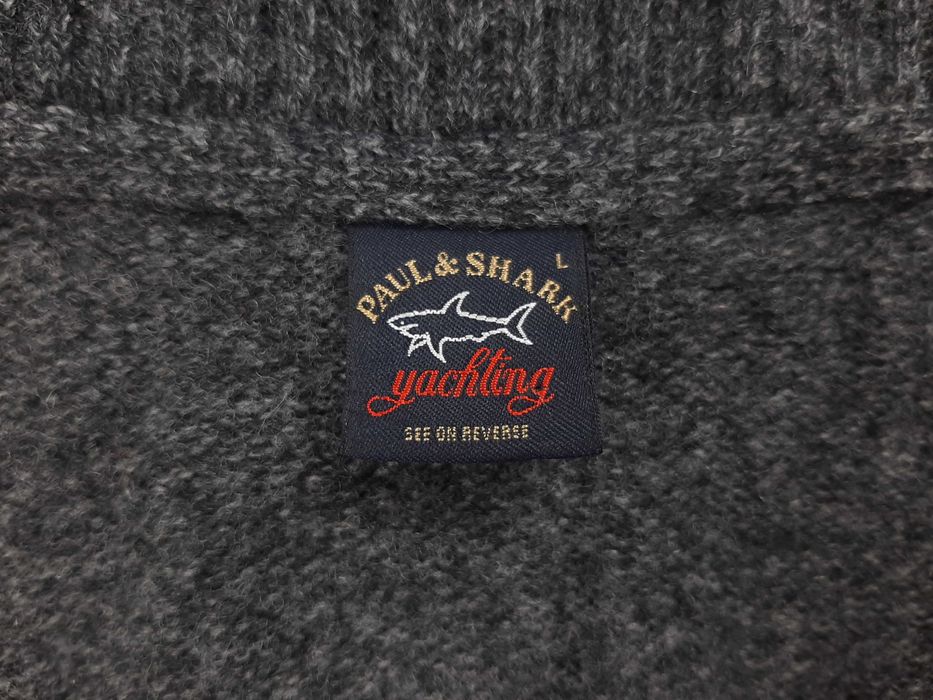 L
PAUL & SHARK
yachting
SEE ON REVERSE